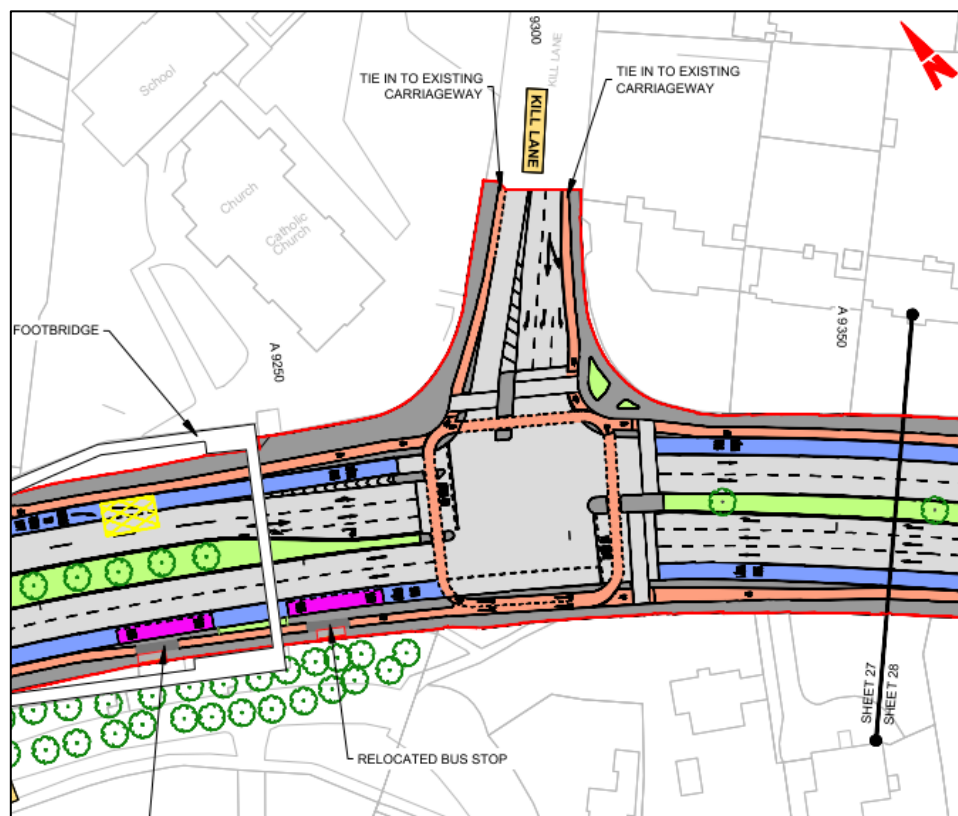 9300
KILL LANE
KILL LANE
TIE IN TO EXISTING
CARRIAGEWAY
TIE IN TO EXISTING
CARRIAGEWAY
N
School
Church
Catholic
Church
FOOTBRIDGE
A 9250
A 9350
SHEET 27
SHEET 28
RELOCATED BUS STOP